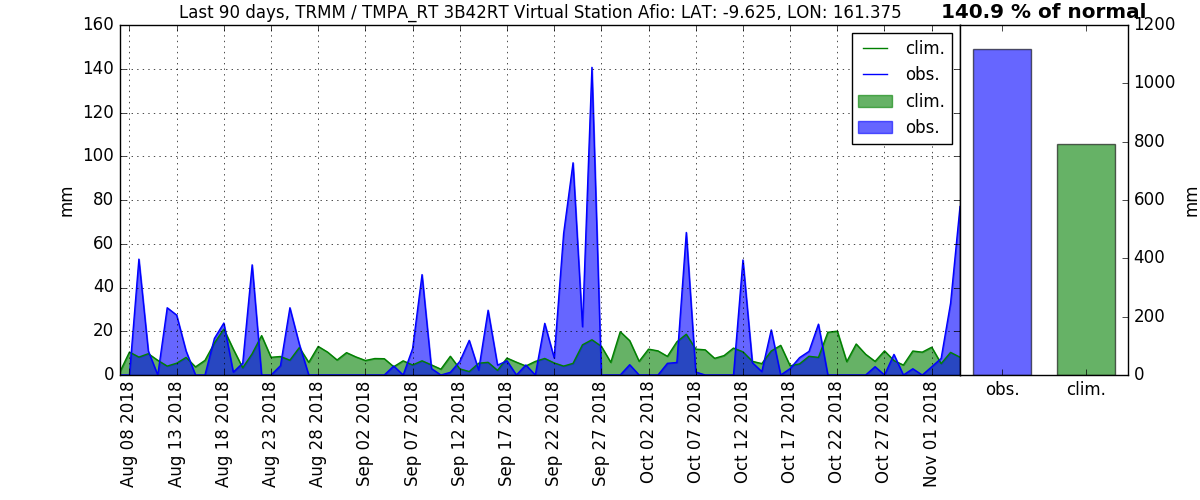 Last 90 days, TRMM / TMPA_RT 3B42RT Virtual Station Afio: LAT: -9.625, LON: 161.375
140.9 % of normal
160
140
120
100
80
60
40
20
0
mm
clim.
obs.
clim.
obs.
1200
1000
800
600
400
200
0
mm
Aug 08 2018
Aug 13 2018
Aug 18 2018
Aug 23 2018
Aug 28 2018
Sep 02 2018
Sep 07 2018
Sep 12 2018
Sep 17 2018
Sep 22 2018
Sep 27 2018
Oct 02 2018
Oct 07 2018
Oct 12 2018
Oct 17 2018
Oct 22 2018
Oct 27 2018
Nov 01 2018
obs.
clim.